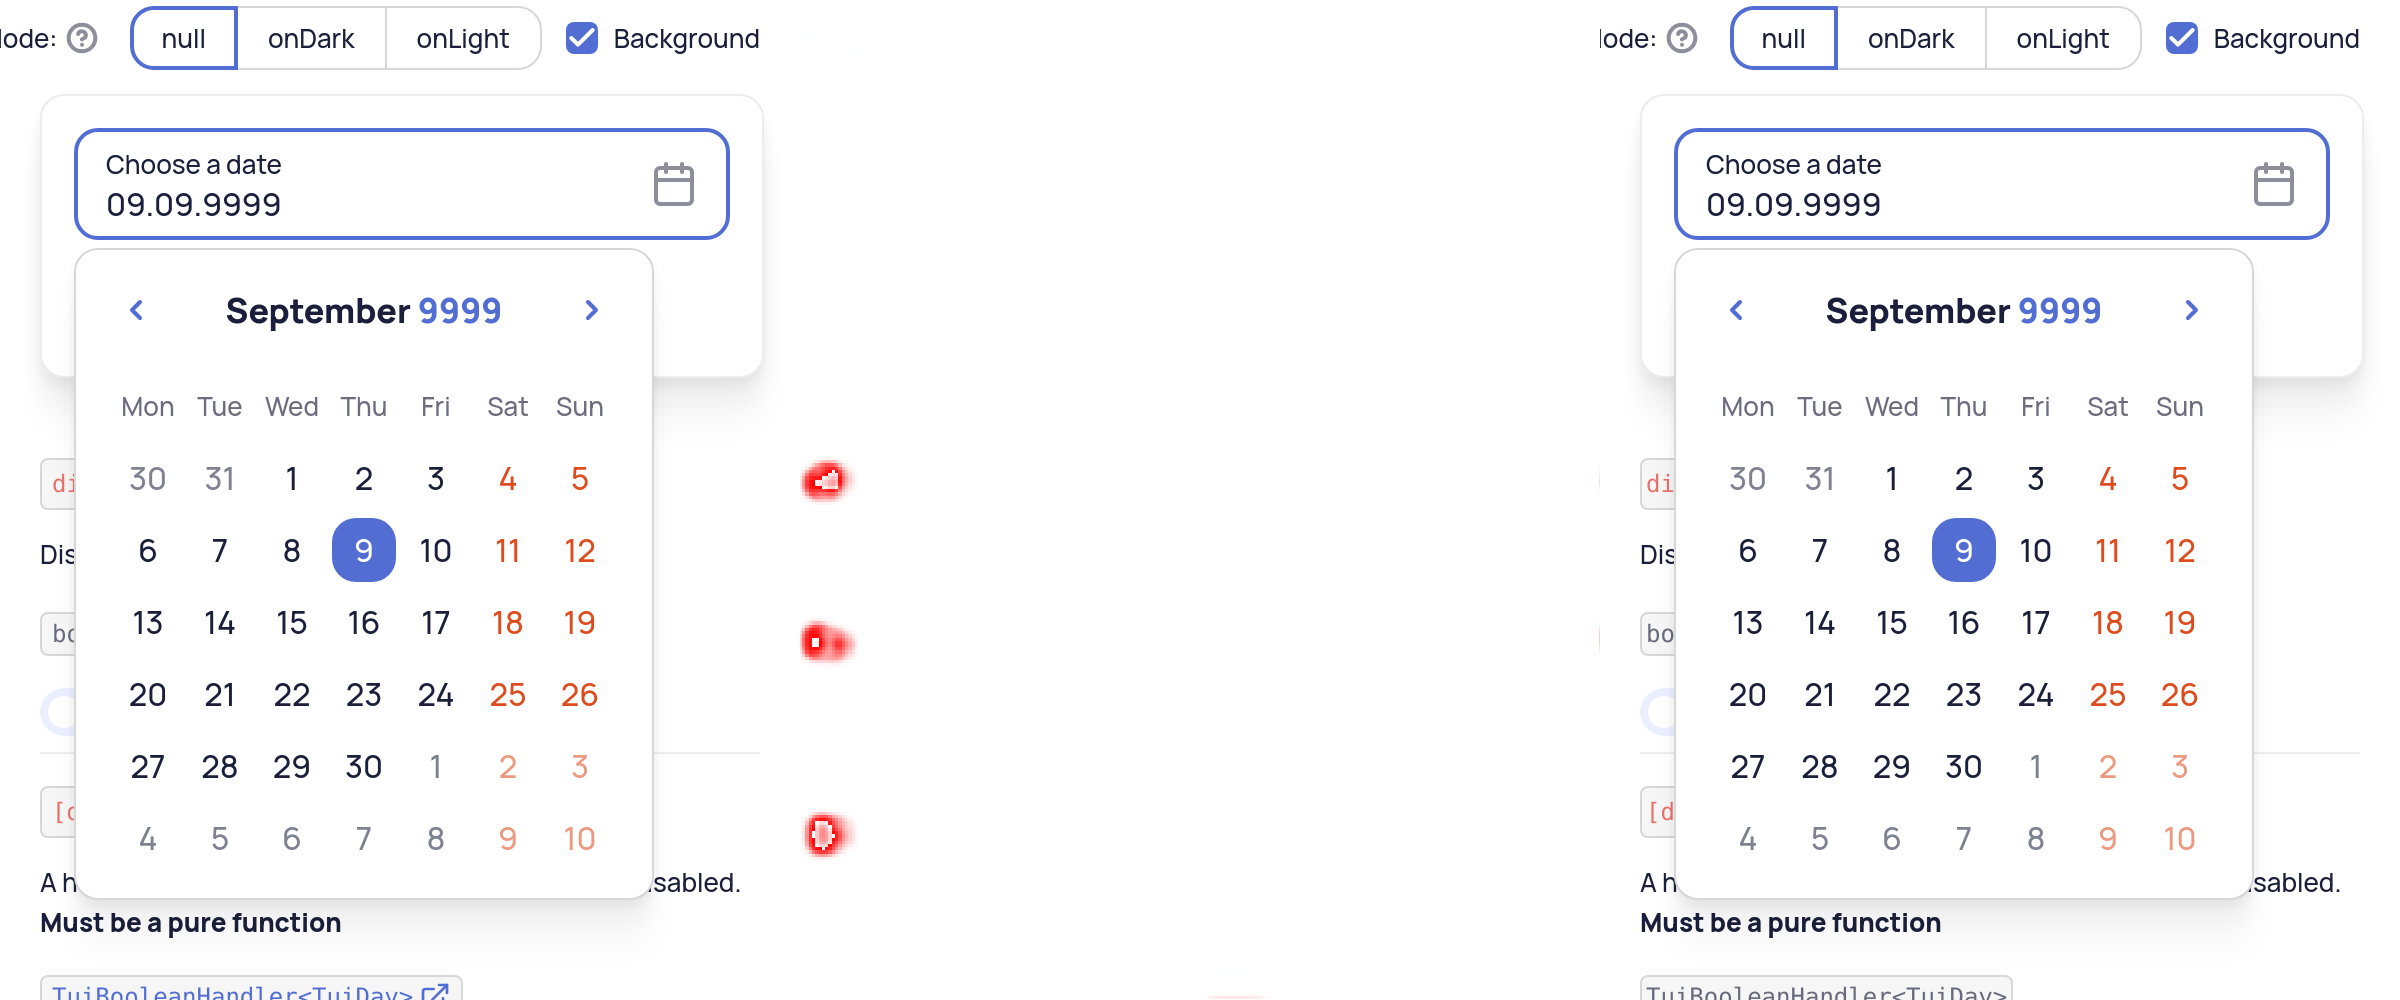 lode: null onDark onLight Background
Choose a date
09.09.9999
September 9999
Mon Tue Wed Thu Fri Sat Sun
30 31 1 2 3 4 5
6 7 8 9 10 11 12
13 14 15 16 17 18 19
20 21 22 23 24 25 26
27 28 29 30 1 2 3
4 5 6 7 8 9 10
di
Dis
bo
[d
A h
sabled.
Must be a pure function
TuiBooleanHandler<TuiDay>
lode: null onDark onLight Background
Choose a date
09.09.9999
September 9999
Mon Tue Wed Thu Fri Sat Sun
30 31 1 2 3 4 5
6 7 8 9 10 11 12
13 14 15 16 17 18 19
20 21 22 23 24 25 26
27 28 29 30 1 2 3
4 5 6 7 8 9 10
di
Dis
bo
[d
A h
sabled.
Must be a pure function
TuiBooleanHandler<TuiDay>